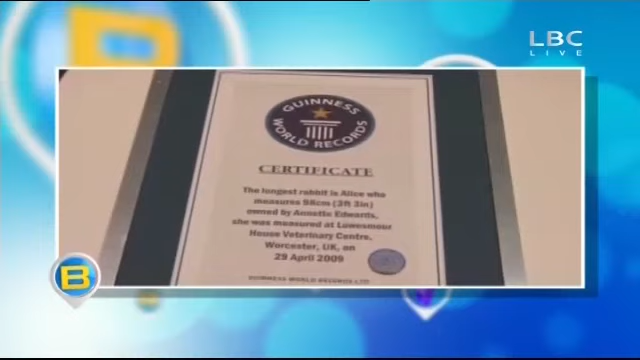 LBC
LIVE
GUINNESS
WORLD RECORDS
CERTIFICATE
The longest rabbit is Alice who
measures 98cm (3ft 3in)
owned by Annette Edwards,
she was measured at Lowesmour
House Veterinary Centre,
Worcester, UK, on
29 April 2009
GUINNESS WORLD RECORDS LTD
B
B